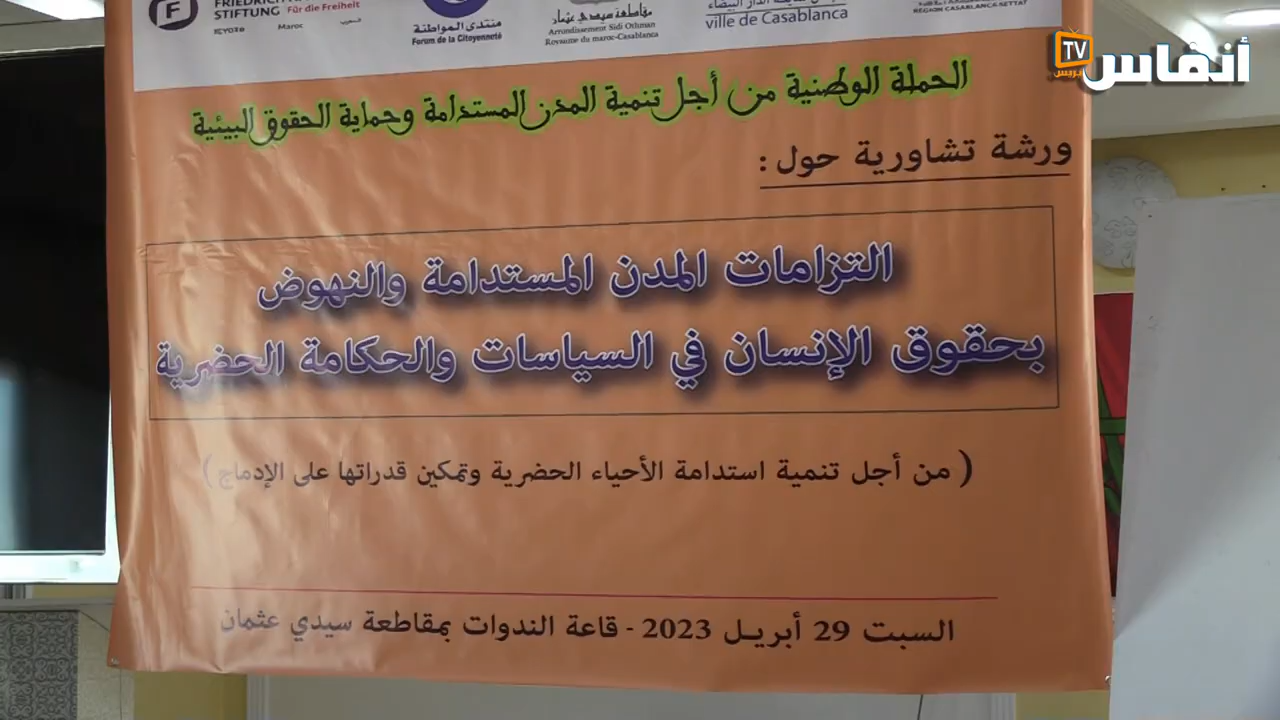 FRIEDRICH
STIFTUNG Für die Freiheit
Maroc
منتدى المواطنة
Forum de la Citoyenneté
مقاطعة سيدي عثمان
Arrondissement Sidi Othman
Royaume du maroc-Casablanca
ville de Casablanca
REGION CASABLANCA SETTAT
TV
بريس
أنفاس
الحملة الوطنية من أجل تنمية المدن المستدامة وحماية الحقوق البيئية
ورشة تشاورية حول :
التزامات المدن المستدامة والنهوض
بحقوق الإنسان في السياسات والحكامة الحضرية
( من أجل تنمية استدامة الأحياء الحضرية وتمكين قدراتها على الإدماج )
السبت 29 أبريل 2023 - قاعة الندوات بمقاطعة سيدي عثمان